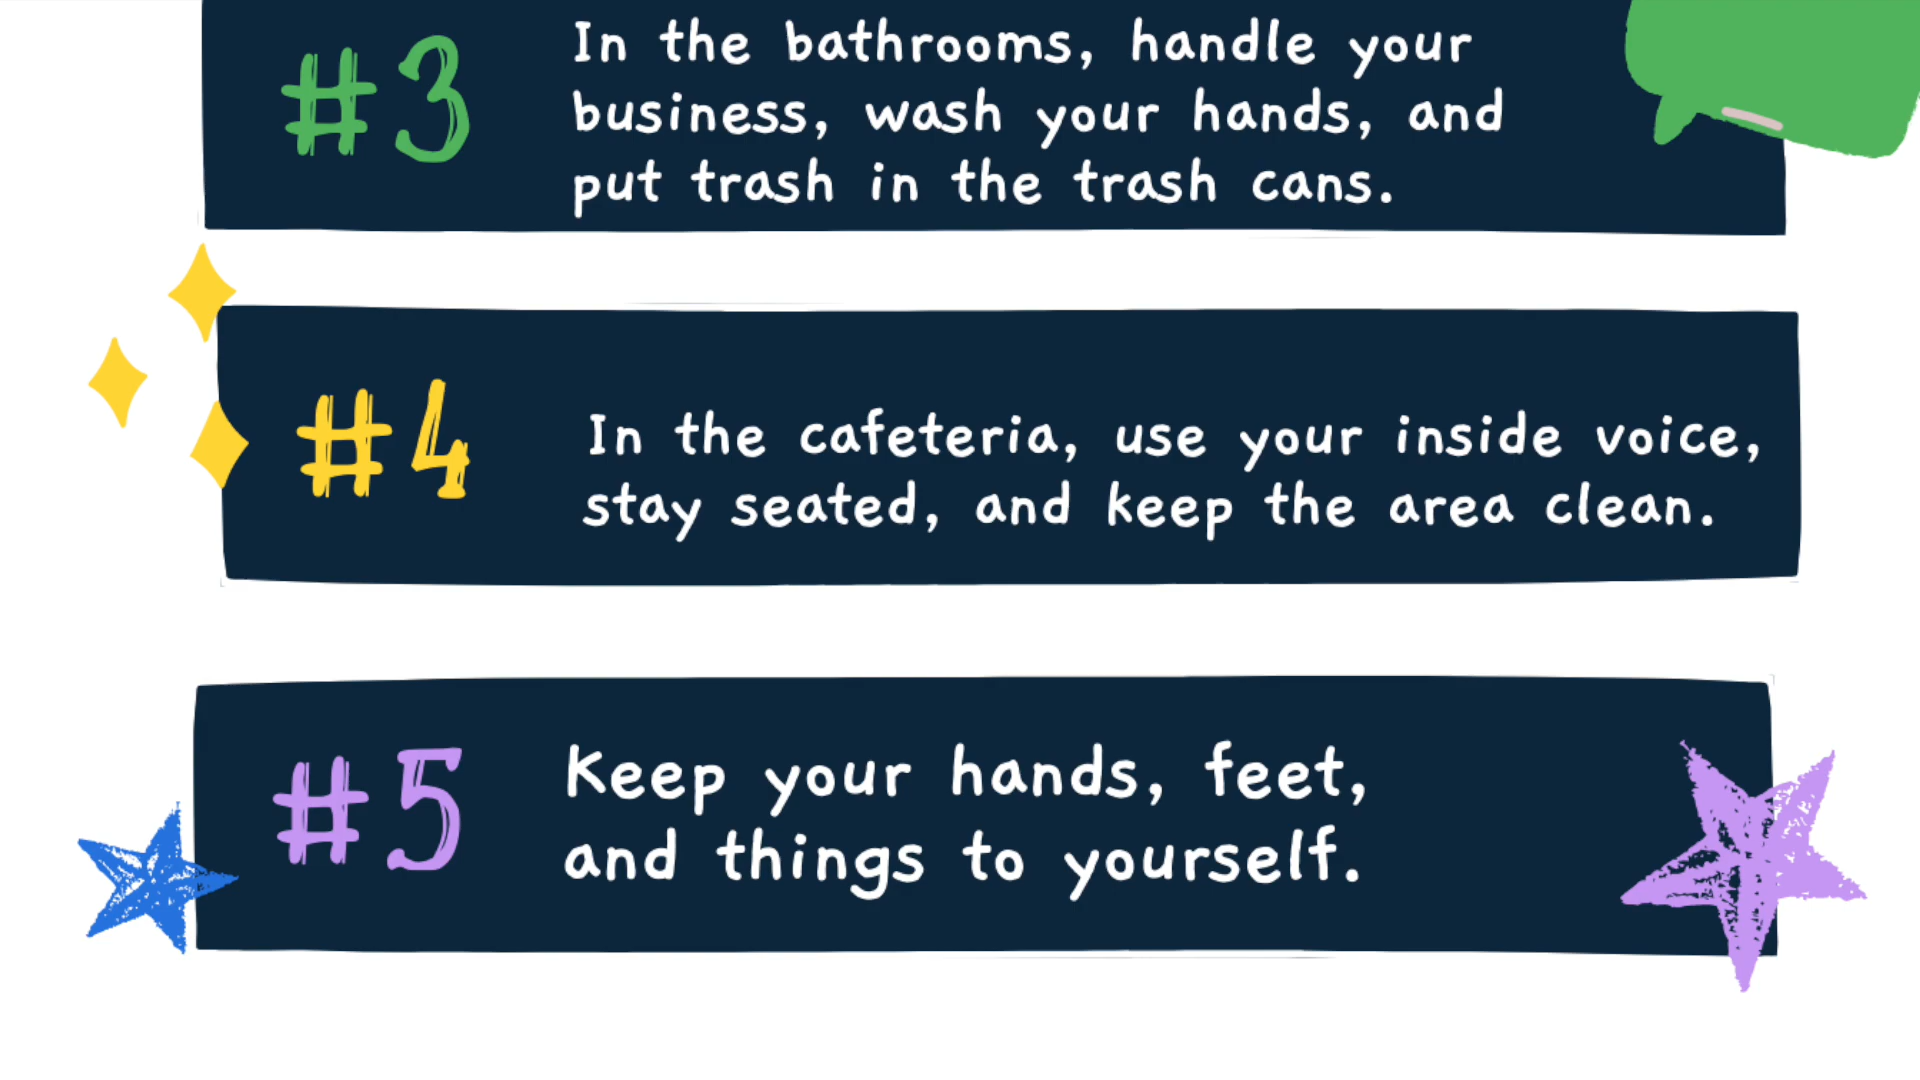 #3
In the bathrooms, handle your
business, wash your hands, and
put trash in the trash cans.
#4
In the cafeteria, use your inside voice,
stay seated, and keep the area clean.
#5
Keep your hands, feet,
and things to yourself.